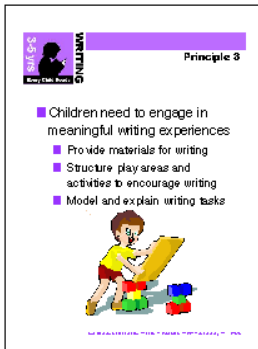 WRITING
3-5 yrs
Every Child Reads
Principle 3
Children need to engage in
meaningful writing experiences
Provide materials for writing
Structure play areas and
activities to encourage writing
Model and explain writing tasks